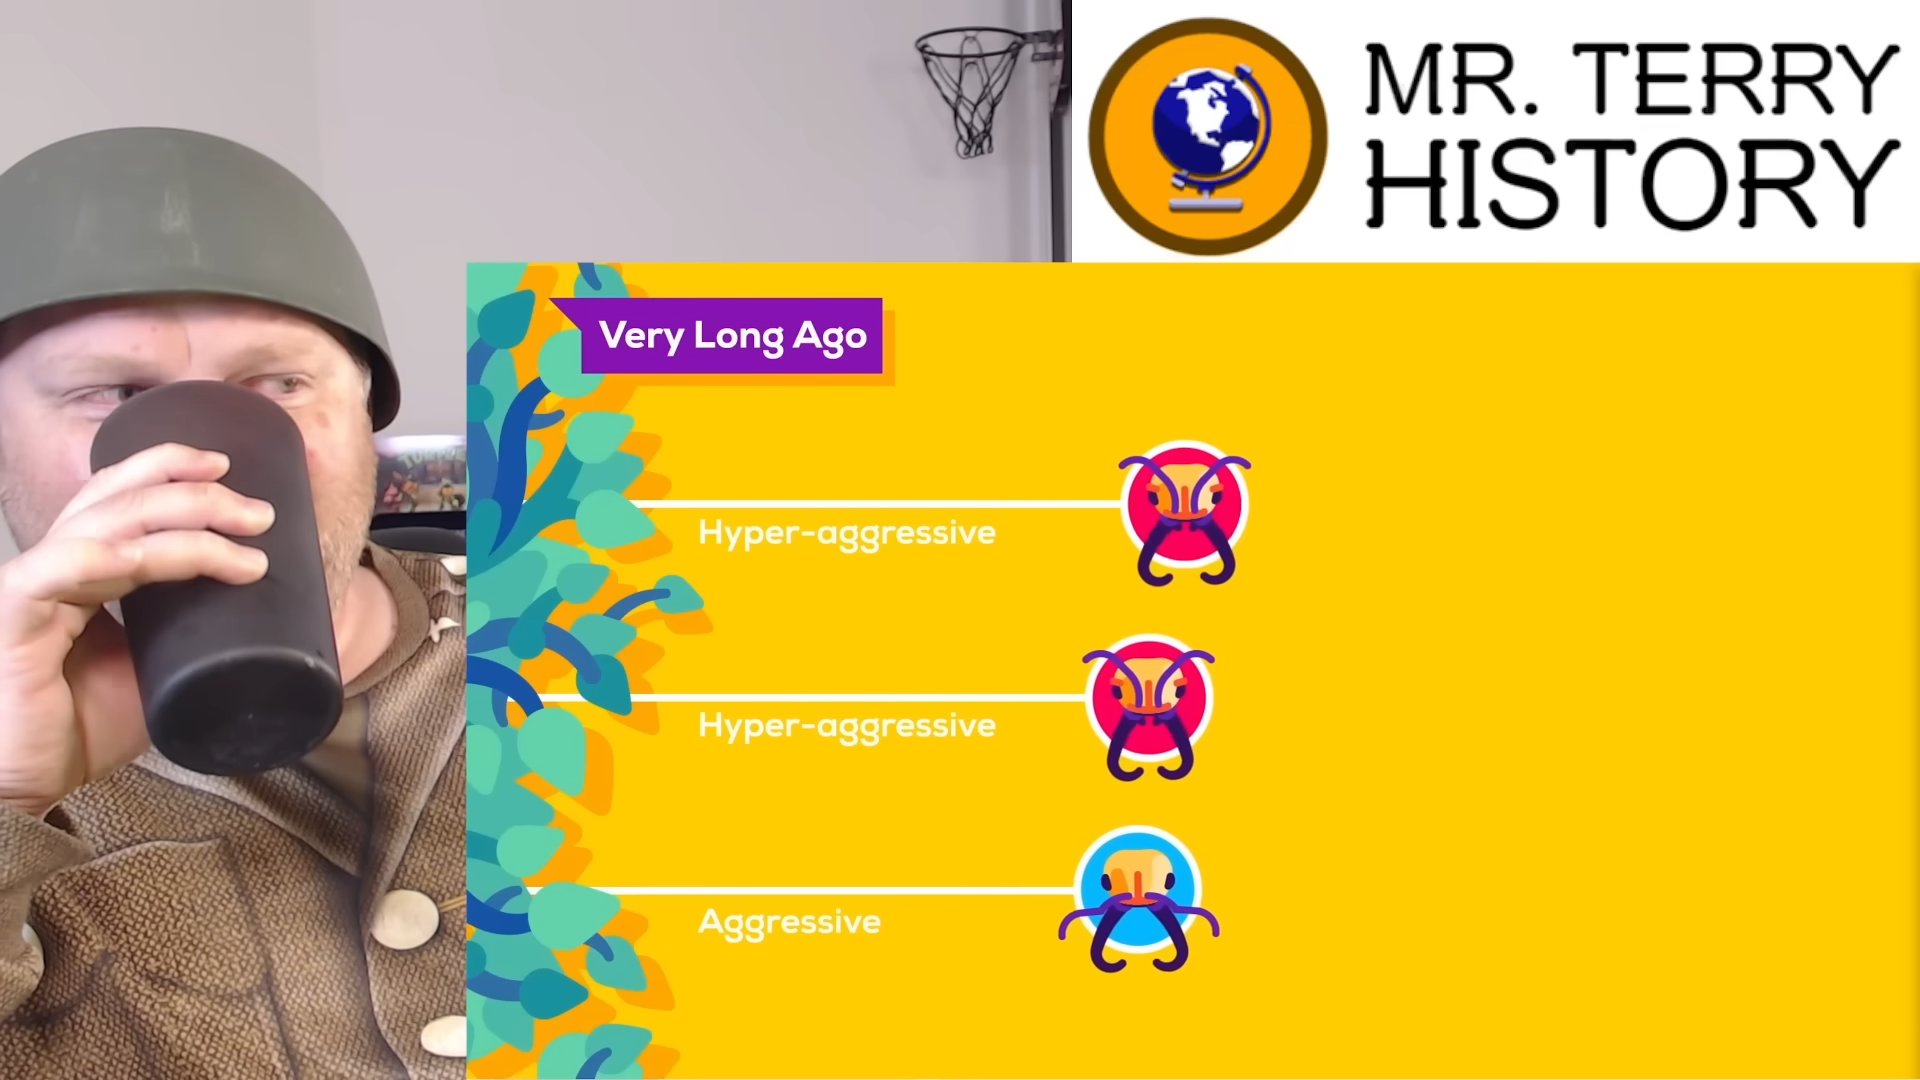 MR. TERRY
HISTORY
Very Long Ago
Hyper-aggressive
Hyper-aggressive
Aggressive